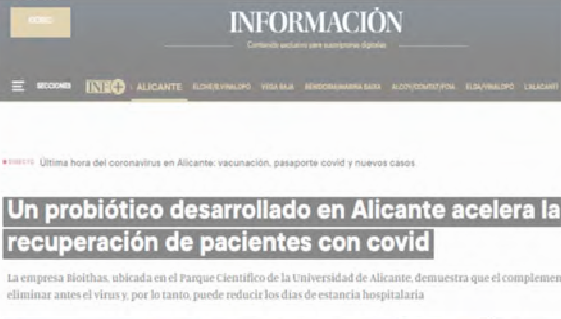 INFORMACIÓN
Contenido exclusivo para suscriptores digitales
SECCIONES INF+ ALICANTE ELCHE/VINALOPÓ VEGA BAJA BENIDORM/MARINA BAIXA ALCOY/COMTAT/FOIA ELDA/VINALOPÓ L'ALACANTÍ
DIRECTO Última hora del coronavirus en Alicante: vacunación, pasaporte covid y nuevos casos
Un probiótico desarrollado en Alicante acelera la
recuperación de pacientes con covid
La empresa Bioithas, ubicada en el Parque Científico de la Universidad de Alicante, demuestra que el complemen
eliminar antes el virus y, por lo tanto, puede reducir los días de estancia hospitalaria